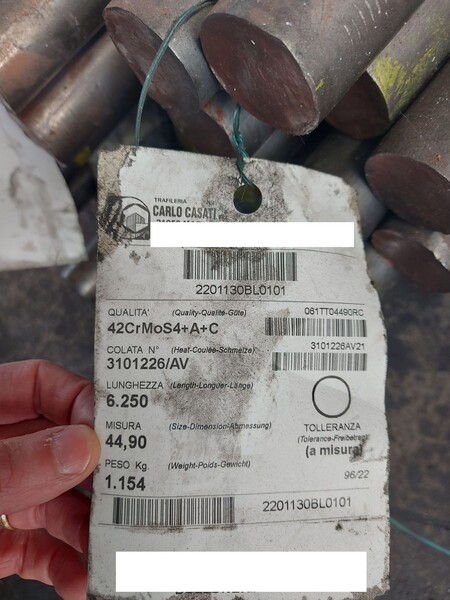 TRAFILERIA
CARLO CASATI
2201130BL0101
QUALITA' (Quality-Qualité-Güte) 061TT04490RC
42CrMoS4+A+C
COLATA N° (Heat-Coulée-Schmelze) 3101226AV21
3101226/AV
LUNGHEZZA (Length-Longuer-Länge)
6.250
MISURA (Size-Dimension-Abmessung) TOLLERANZA
44,90 (Tolerance-Freibetrag)
(a misura)
PESO Kg. (Weight-Poids-Gewicht) 96/22
1.154
2201130BL0101